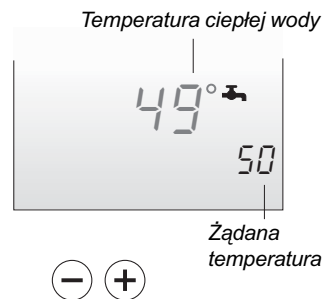 Temperatura ciepłej wody
49°
50
Żądana
temperatura
− +